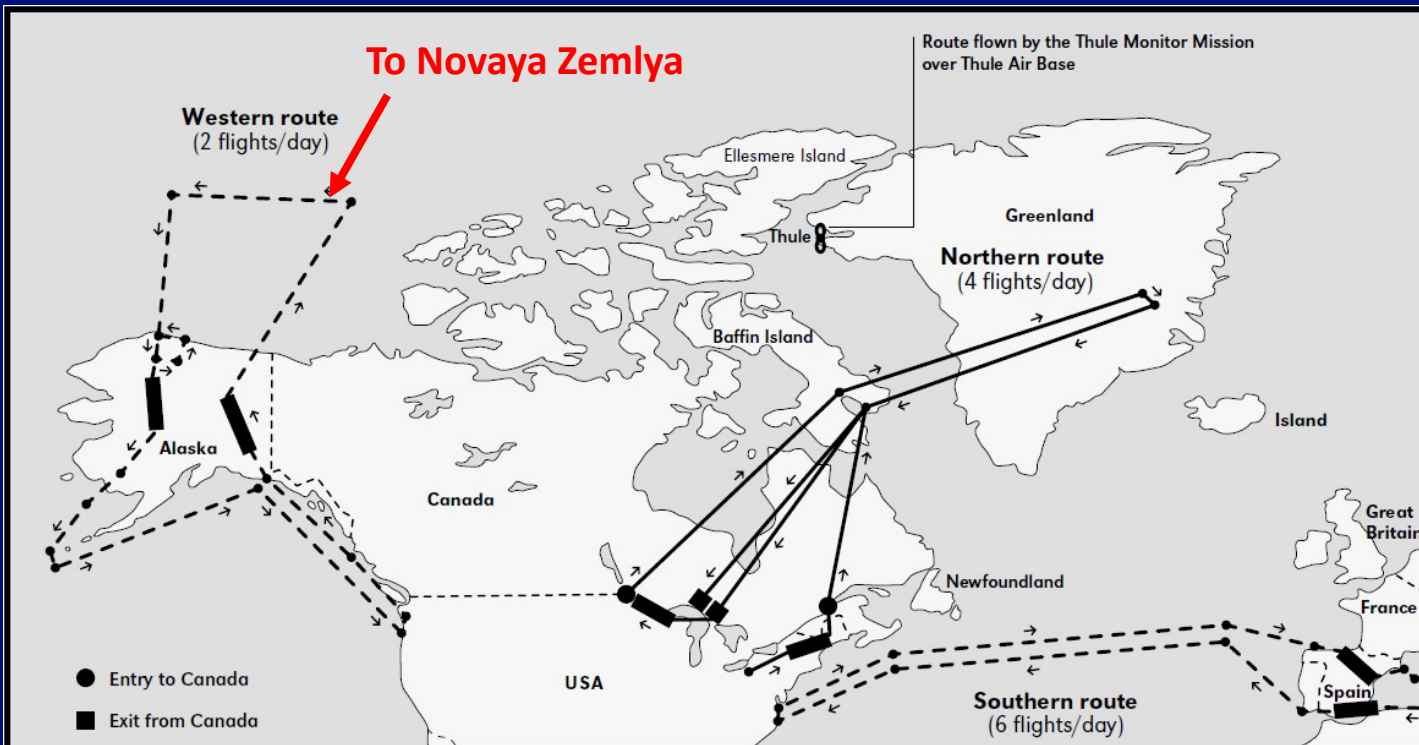 To Novaya Zemlya
Route flown by the Thule Monitor Mission
over Thule Air Base
Western route
(2 flights/day)
Ellesmere Island
Greenland
Thule
Northern route
(4 flights/day)
Baffin Island
Island
Alaska
Canada
Great
Britain
Newfoundland
France
Entry to Canada
USA
Spain
Southern route
(6 flights/day)
Exit from Canada